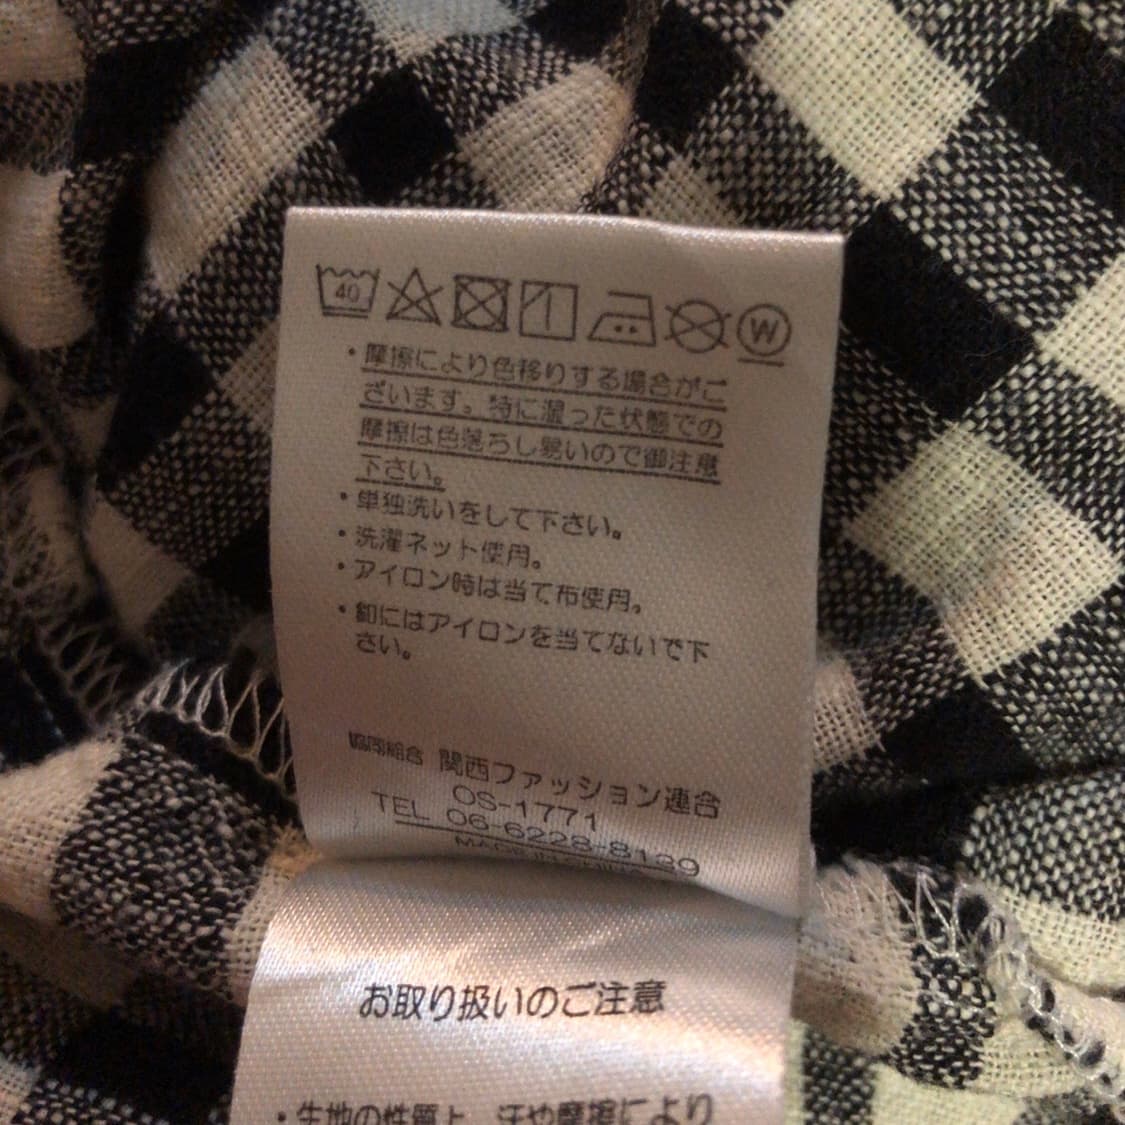 40
W
・摩擦により色移りする場合がご
ざいます。特に湿った状態での
摩擦は色落らし易いので御注意
下さい。
・単独洗いをして下さい。
・洗濯ネット使用。
・アイロン時は当て布使用。
・釦にはアイロンを当てないで下
さい。
協同組合 関西ファッション連合
OS-1771
TEL 06-6228-8139
MADE IN CHINA
お取り扱いのご注意
・生地の性質上、汗や摩擦により